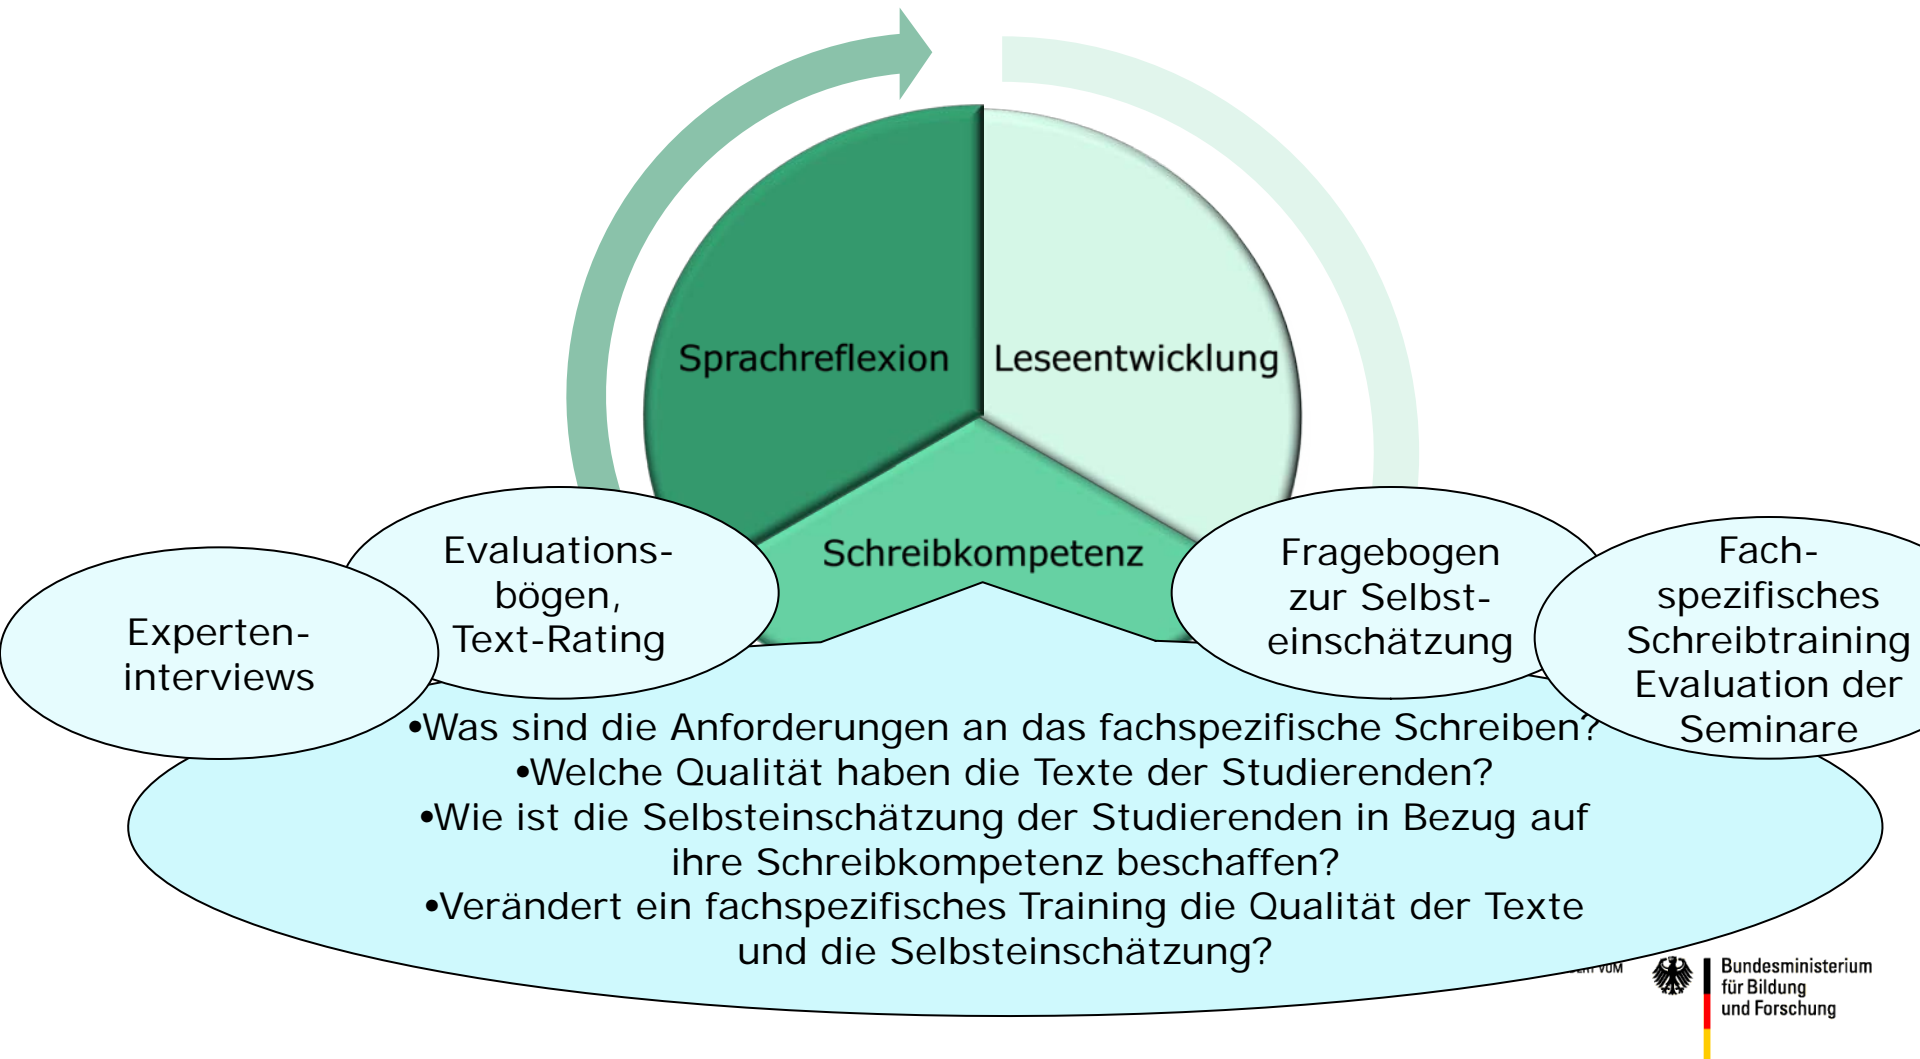 Sprachreflexion
Leseentwicklung
Schreibkompetenz
Experten-
interviews
Evaluations-
bögen,
Text-Rating
Fragebogen
zur Selbst-
einschätzung
Fach-
spezifisches
Schreibtraining
Evaluation der
Seminare
•Was sind die Anforderungen an das fachspezifische Schreiben?
•Welche Qualität haben die Texte der Studierenden?
•Wie ist die Selbsteinschätzung der Studierenden in Bezug auf
ihre Schreibkompetenz beschaffen?
•Verändert ein fachspezifisches Training die Qualität der Texte
und die Selbsteinschätzung?
VOM
Bundesministerium
für Bildung
und Forschung